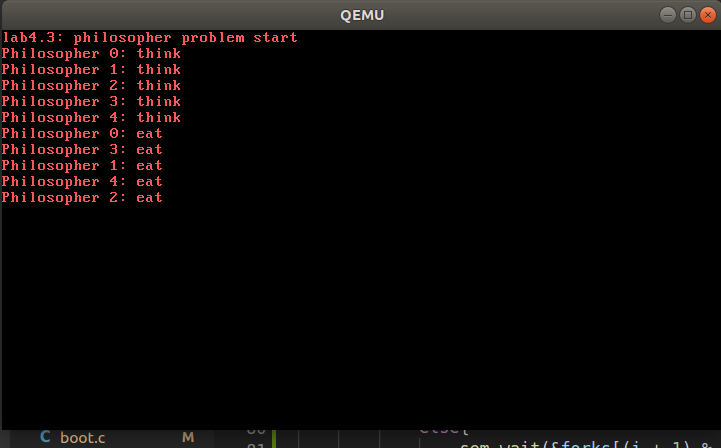 QEMU
lab4.3: philosopher problem start
Philosopher 0: think
Philosopher 1: think
Philosopher 2: think
Philosopher 3: think
Philosopher 4: think
Philosopher 0: eat
Philosopher 3: eat
Philosopher 1: eat
Philosopher 4: eat
Philosopher 2: eat
C boot.c M
80 else{
81 sem_wait(&forks[(i + 1) %